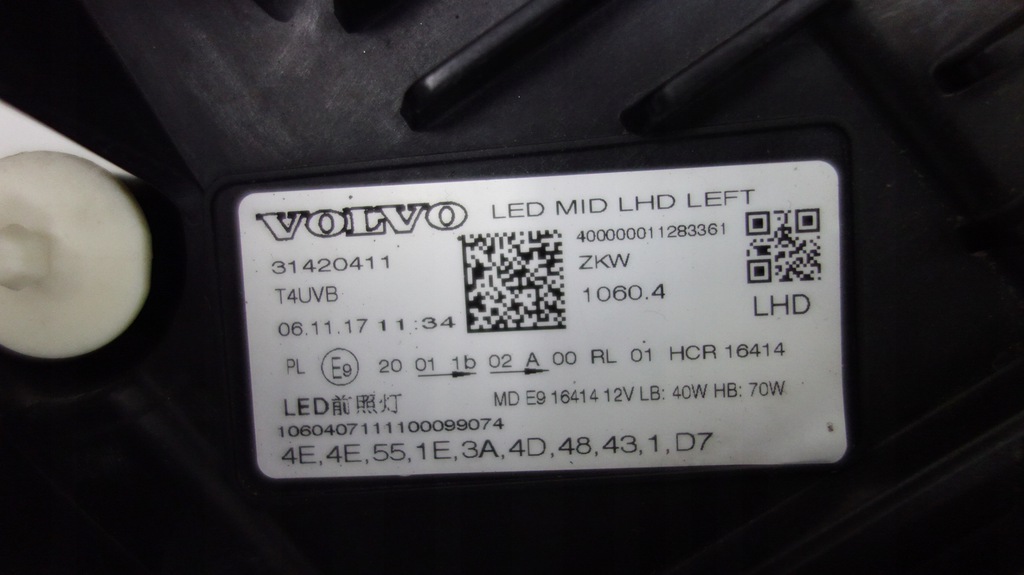 VOLVO LED MID LHD LEFT
31420411 400000011283361
T4UVB ZKW
06.11.17 11:34 1060.4 LHD
PL E9 20 01 1b 02 A 00 RL 01 HCR 16414
LED前照灯 MD E9 16414 12V LB: 40W HB: 70W
1060407111100099074
4E,4E,55,1E,3A,4D,48,43,1,D7